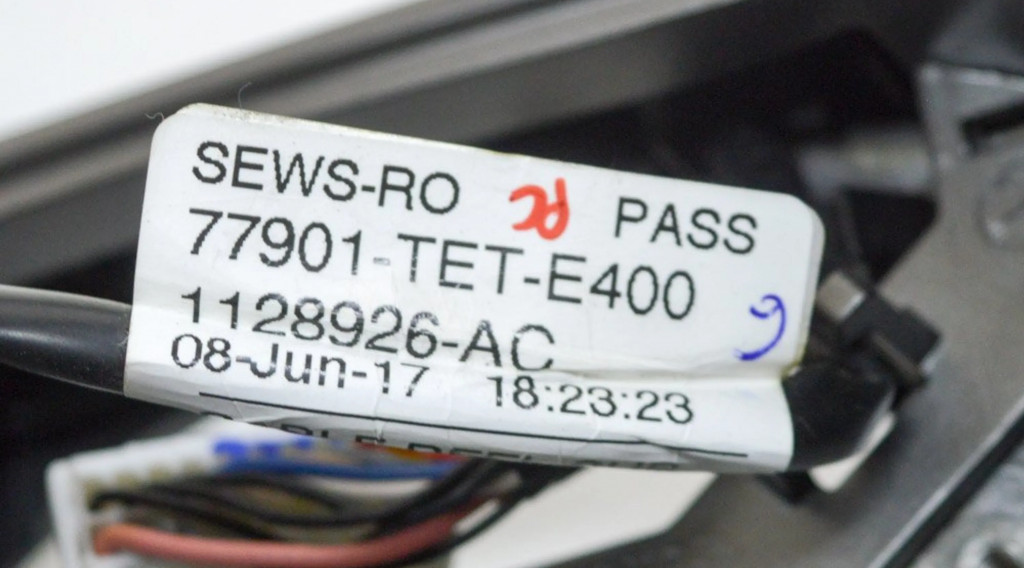 SEWS-RO PASS
77901-TET-E400
1128926-AC
08-Jun-17 18:23:23